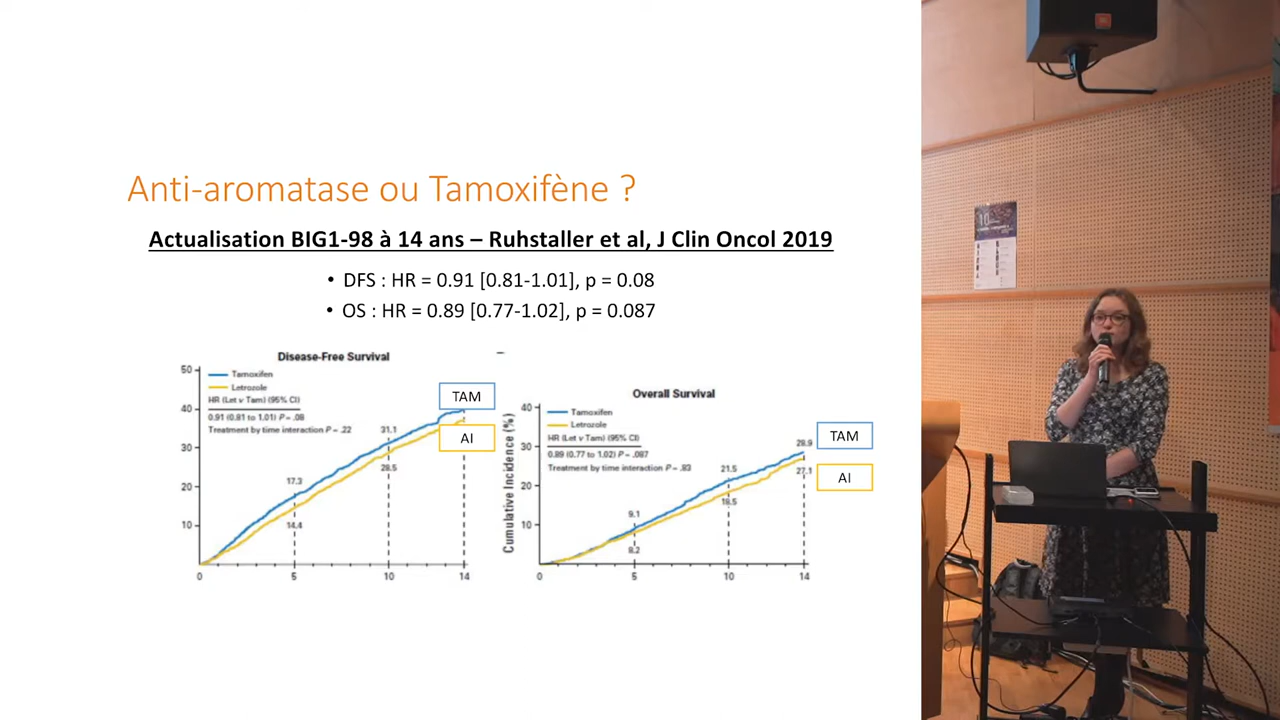 Anti-aromatase ou Tamoxifène ?
Actualisation BIG1-98 à 14 ans – Ruhstaller et al, J Clin Oncol 2019
• DFS : HR = 0.91 [0.81-1.01], p = 0.08
• OS : HR = 0.89 [0.77-1.02], p = 0.087
Disease-Free Survival
50
40
30
20
10
Tamoxifen
Letrozole
HR (Let v Tam) (95% CI)
0.91 (0.81 to 1.01) P = .08
Treatment by time interaction P = .22
17.3
14.4
31.1
28.5
TAM
AI
0
5
10
14
Overall Survival
Cumulative Incidence (%)
40
30
20
10
Tamoxifen
Letrozole
HR (Let v Tam) (95% CI)
0.89 (0.77 to 1.02) P = .087
Treatment by time interaction P = .83
9.1
8.2
21.5
18.5
28.9
27.1
TAM
AI
0
5
10
14
JBL
10